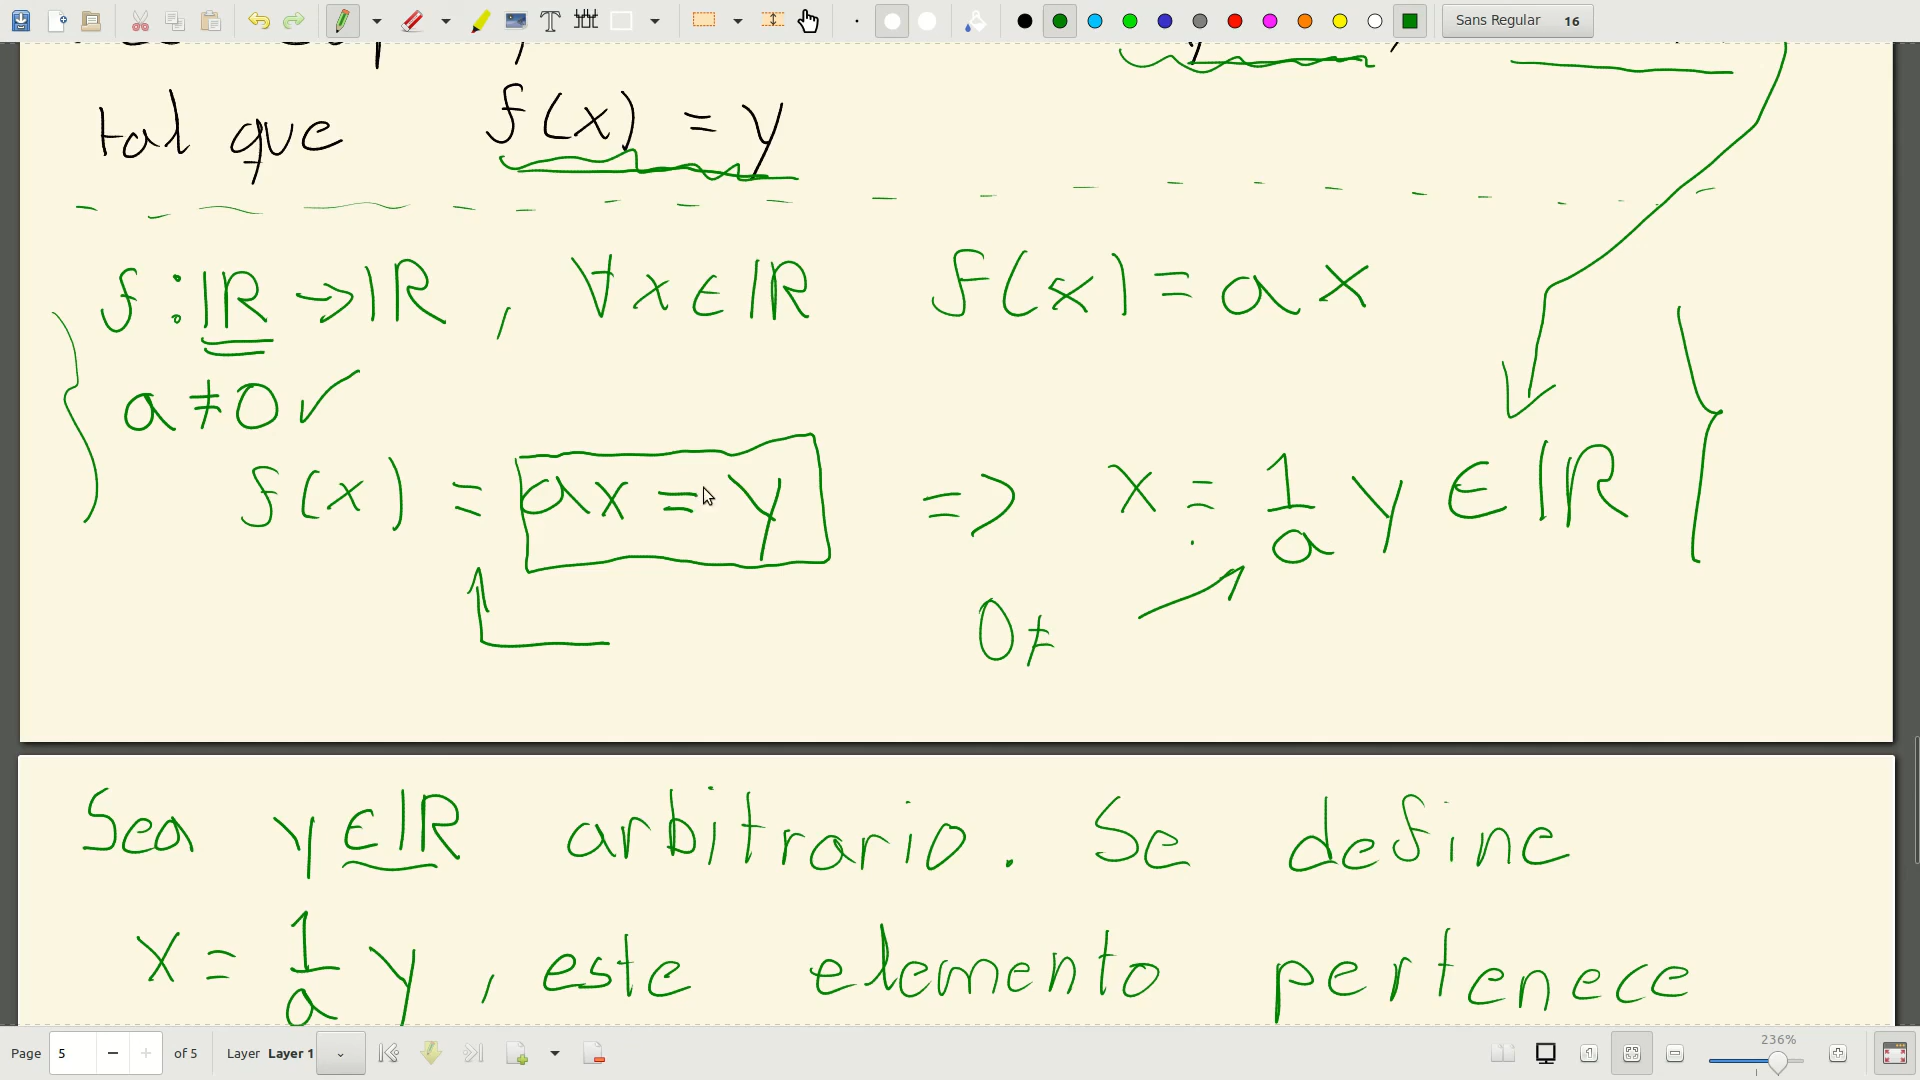 Sans Regular 16
tal que f(x) = y
f : ℝ → ℝ , ∀ x ∈ ℝ f(x) = a x
a ≠ 0 ✓
f(x) = ax = y => x = 1/a y ∈ ℝ
0 ≠
Sea y ∈ ℝ arbitrario. Se define
x = 1/a y , este elemento pertenece
Page 5 of 5 Layer Layer 1 236%